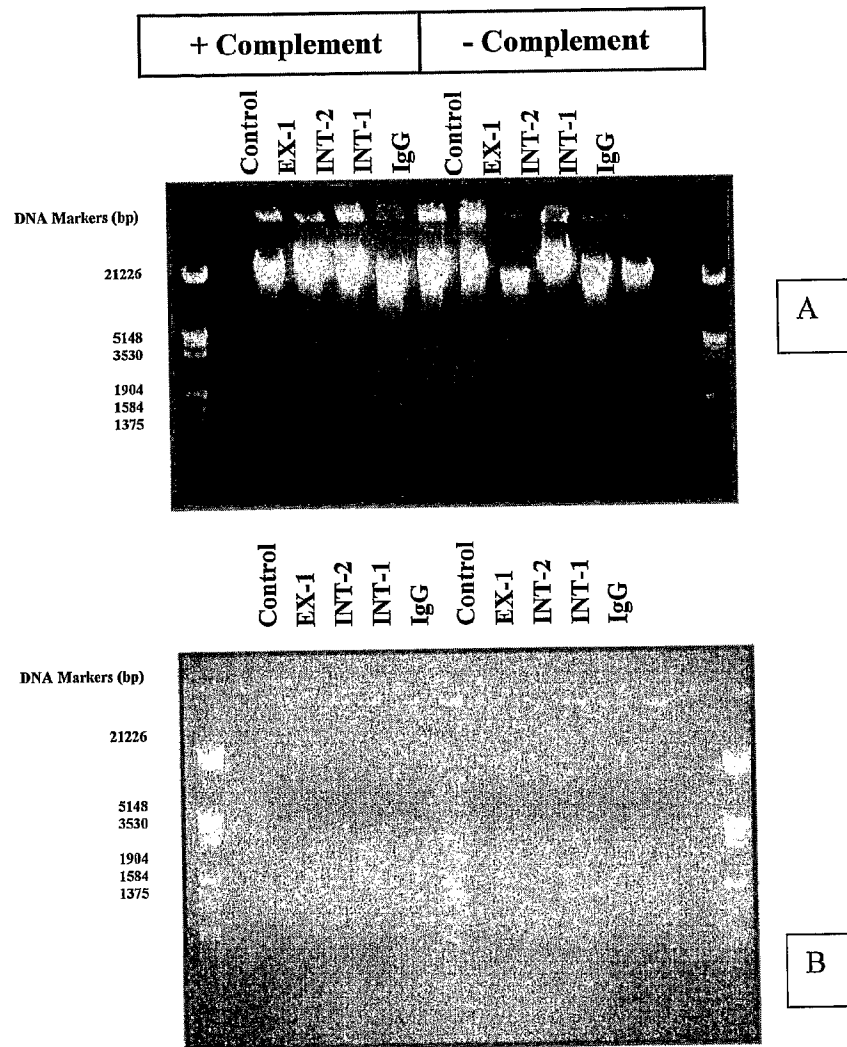 + Complement - Complement
Control EX-1 INT-2 INT-1 IgG Control EX-1 INT-2 INT-1 IgG
DNA Markers (bp)
21226
5148
3530
1904
1584
1375
A
Control EX-1 INT-2 INT-1 IgG Control EX-1 INT-2 INT-1 IgG
DNA Markers (bp)
21226
5148
3530
1904
1584
1375
B